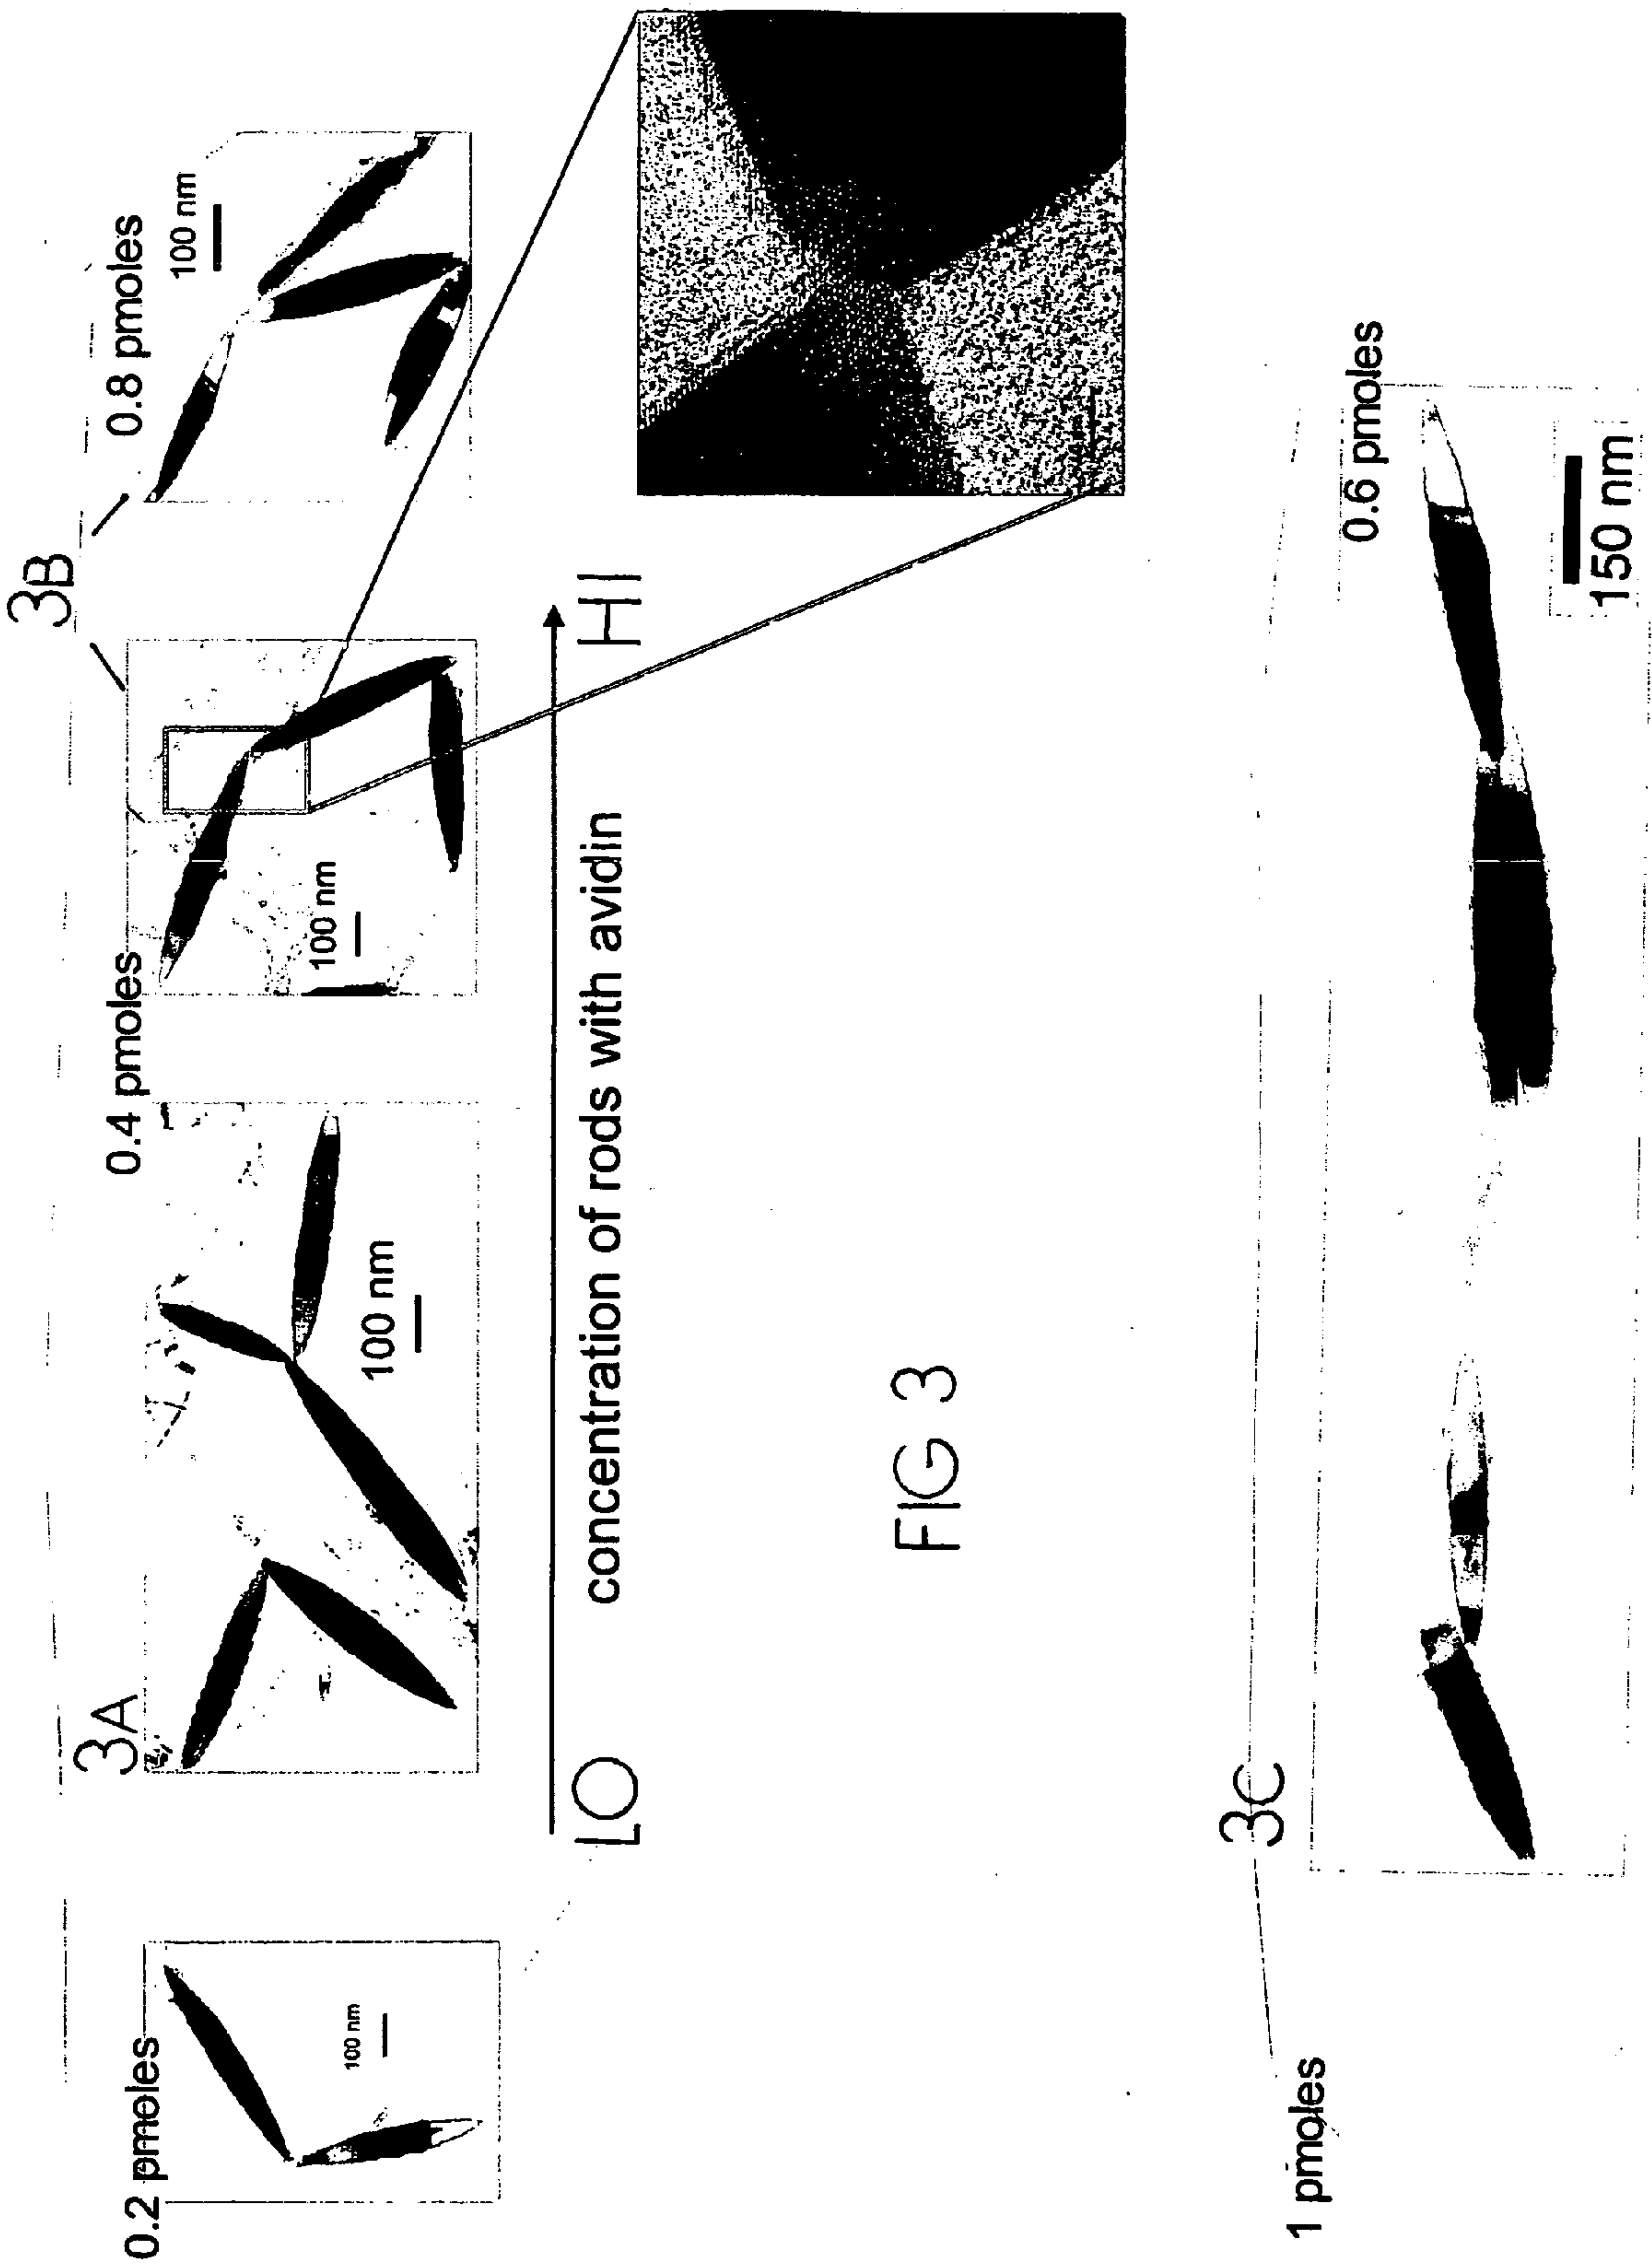 3B
0.2 pmoles
3A
0.4 pmoles
0.8 pmoles
100 nm
100 nm
100 nm
100 nm
LO
HI
concentration of rods with avidin
FIG 3
3C
1 pmoles
0.6 pmoles
150 nm